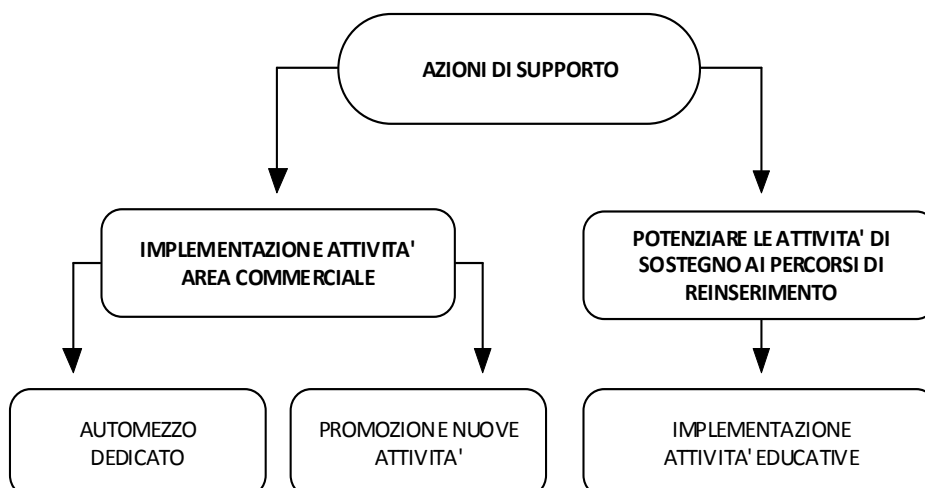 AZIONI DI SUPPORTO
IMPLEMENTAZIONE ATTIVITA'
AREA COMMERCIALE
POTENZIARE LE ATTIVITA' DI
SOSTEGNO AI PERCORSI DI
REINSERIMENTO
AUTOMEZZO
DEDICATO
PROMOZIONE NUOVE
ATTIVITA'
IMPLEMENTAZIONE
ATTIVITA' EDUCATIVE